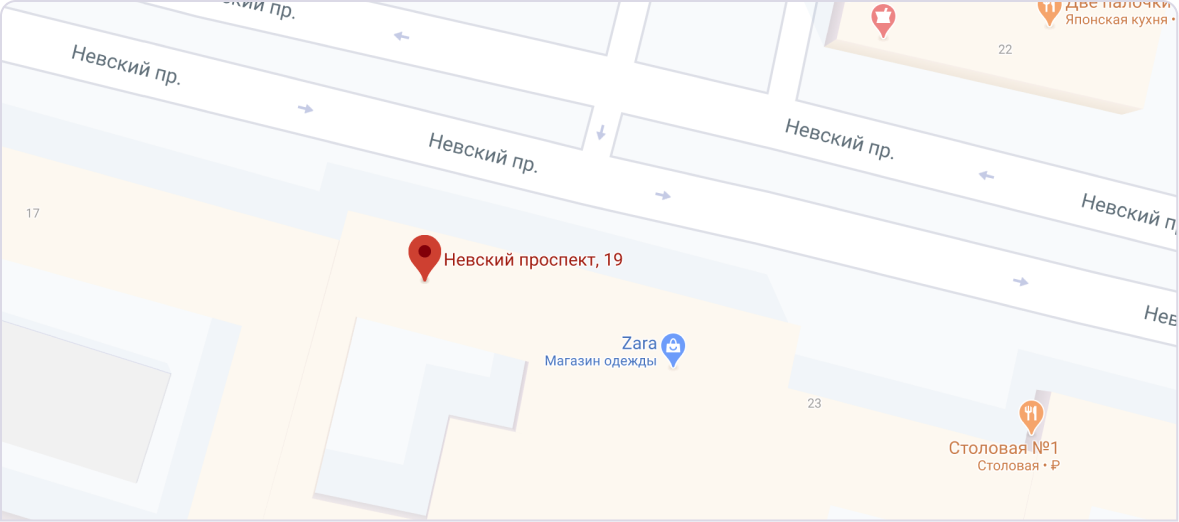 Невский пр.
Две палочки
Японская кухня •
22
Невский пр.
Невский пр.
Невский пр.
Невский п
17
Невский проспект, 19
Нев
Zara
Магазин одежды
23
Столовая №1
Столовая • ₽